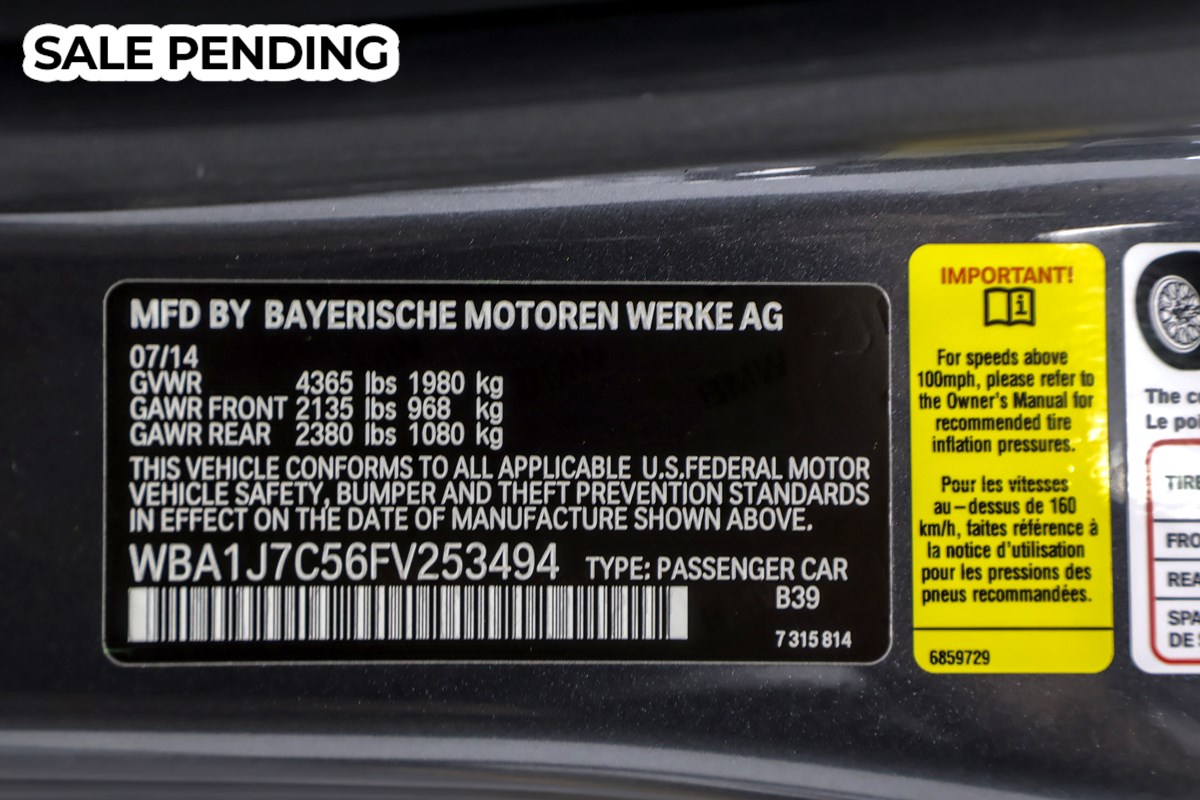 SALE PENDING
MFD BY BAYERISCHE MOTOREN WERKE AG
07/14
GVWR 4365 lbs 1980 kg
GAWR FRONT 2135 lbs 968 kg
GAWR REAR 2380 lbs 1080 kg
THIS VEHICLE CONFORMS TO ALL APPLICABLE U.S.FEDERAL MOTOR
VEHICLE SAFETY, BUMPER AND THEFT PREVENTION STANDARDS
IN EFFECT ON THE DATE OF MANUFACTURE SHOWN ABOVE.
WBA1J7C56FV253494 TYPE: PASSENGER CAR
B39
7 315 814
IMPORTANT!
For speeds above
100mph, please refer to
the Owner's Manual for
recommended tire
inflation pressures.
Pour les vitesses
au-dessus de 160
km/h, faites référence à
la notice d'utilisation
pour les pressions des
pneus recommandées.
6859729
The
Le
DE